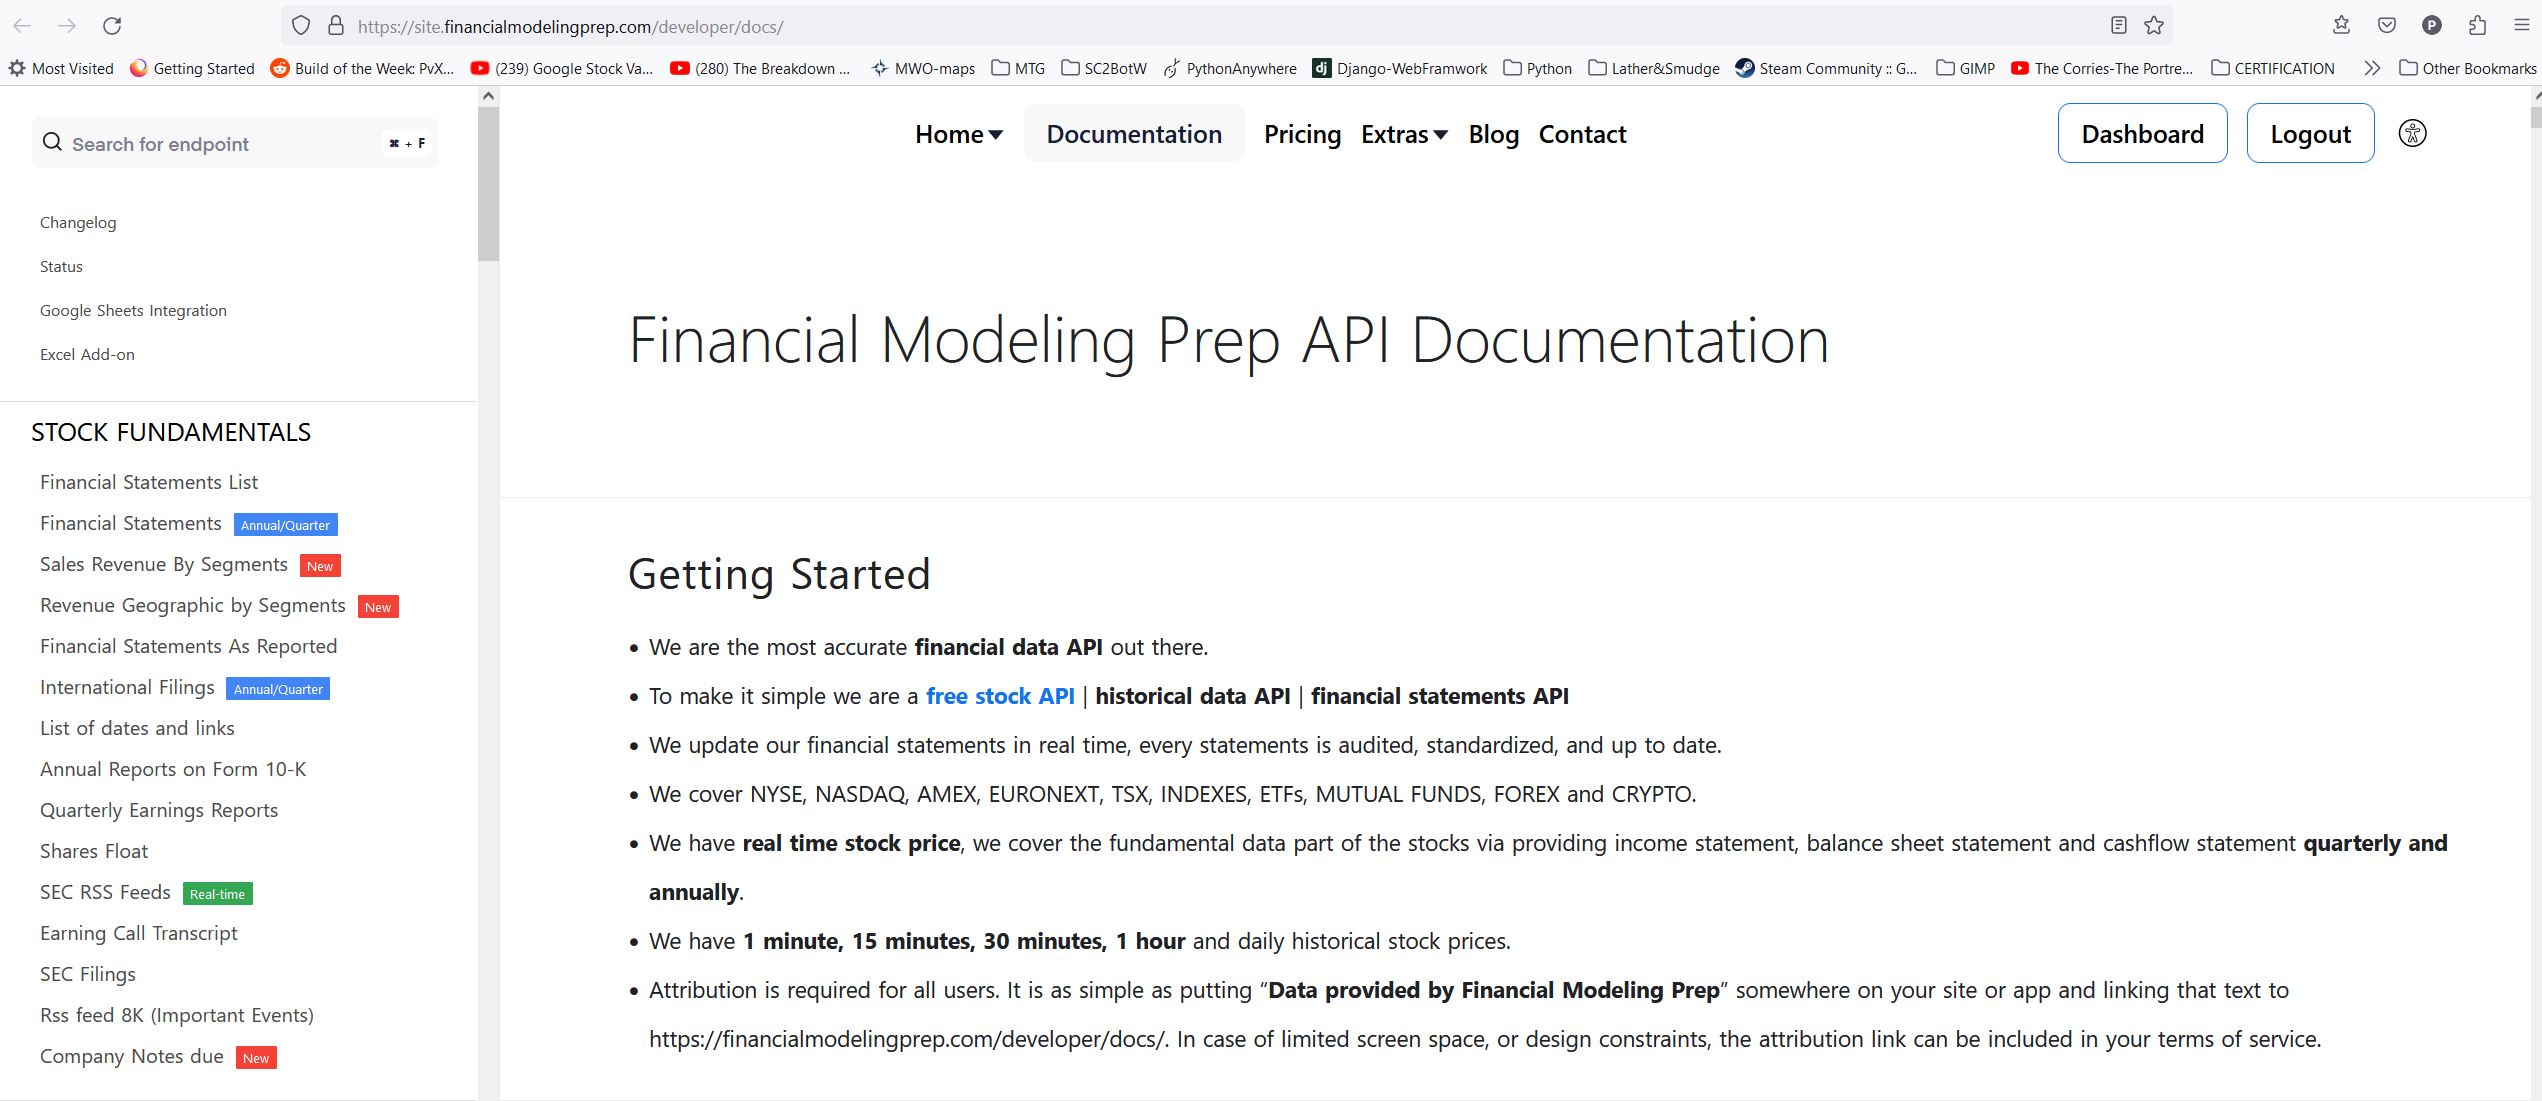 https://site.financialmodelingprep.com/developer/docs/
Most Visited Getting Started Build of the Week: PvX... (239) Google Stock Va... (280) The Breakdown ... MWO-maps MTG SC2BotW PythonAnywhere Django-WebFramwork Python Lather&Smudge Steam Community :: G... GIMP The Corries-The Portre... CERTIFICATION Other Bookmarks
Search for endpoint ⌘ + F
Home Documentation Pricing Extras Blog Contact Dashboard Logout
Changelog
Status
Google Sheets Integration
Excel Add-on
STOCK FUNDAMENTALS
Financial Statements List
Financial Statements Annual/Quarter
Sales Revenue By Segments New
Revenue Geographic by Segments New
Financial Statements As Reported
International Filings Annual/Quarter
List of dates and links
Annual Reports on Form 10-K
Quarterly Earnings Reports
Shares Float
SEC RSS Feeds Real-time
Earning Call Transcript
SEC Filings
Rss feed 8K (Important Events)
Company Notes due New
Financial Modeling Prep API Documentation
Getting Started
• We are the most accurate financial data API out there.
• To make it simple we are a free stock API | historical data API | financial statements API
• We update our financial statements in real time, every statements is audited, standardized, and up to date.
• We cover NYSE, NASDAQ, AMEX, EURONEXT, TSX, INDEXES, ETFs, MUTUAL FUNDS, FOREX and CRYPTO.
• We have real time stock price, we cover the fundamental data part of the stocks via providing income statement, balance sheet statement and cashflow statement quarterly and
annually.
• We have 1 minute, 15 minutes, 30 minutes, 1 hour and daily historical stock prices.
• Attribution is required for all users. It is as simple as putting “Data provided by Financial Modeling Prep” somewhere on your site or app and linking that text to
https://financialmodelingprep.com/developer/docs/. In case of limited screen space, or design constraints, the attribution link can be included in your terms of service.